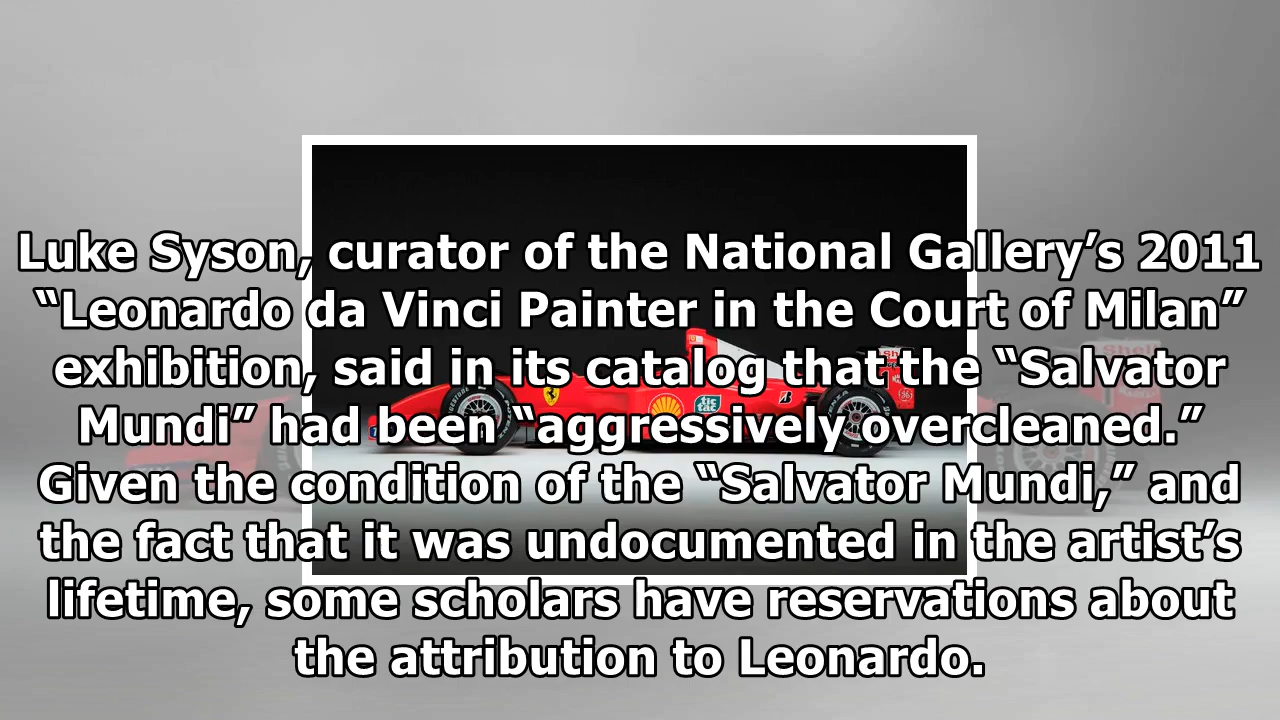 Luke Syson, curator of the National Gallery’s 2011
“Leonardo da Vinci Painter in the Court of Milan”
exhibition, said in its catalog that the “Salvator
Mundi” had been “aggressively overcleaned.”
Given the condition of the “Salvator Mundi,” and
the fact that it was undocumented in the artist’s
lifetime, some scholars have reservations about
the attribution to Leonardo.
Shell
tic
tac